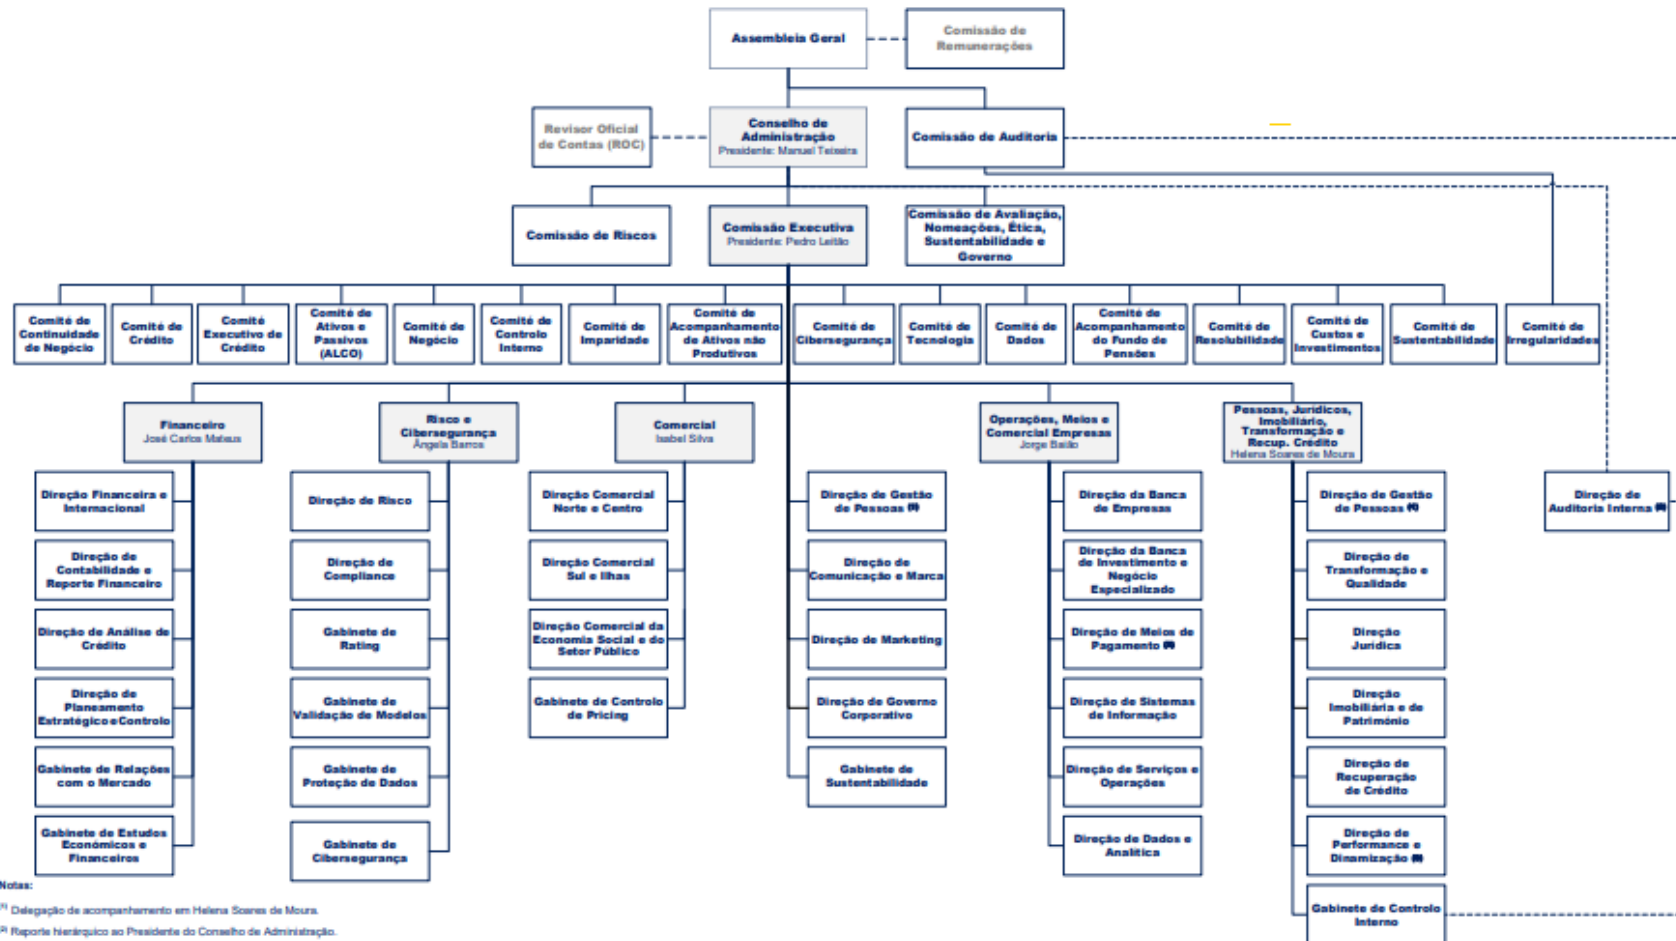 Assembleia Geral
Comissão de
Remunerações
Revisor Oficial
de Contas (ROC)
Conselho de
Administração
Presidente: Manuel Teixeira
Comissão de Auditoria
Comissão de Riscos
Comissão Executiva
Presidente: Pedro Leitão
Comissão de Avaliação,
Nomeações, Ética,
Sustentabilidade e
Governo
Comité de
Continuidade
de Negócio
Comité de
Crédito
Comité
Executivo de
Crédito
Comité de
Ativos e
Passivos
(ALCO)
Comité de
Negócio
Comité de
Controlo
Interno
Comité de
Imparidade
Comité de
Acompanhamento
de Ativos não
Produtivos
Comité de
Cibersegurança
Comité de
Tecnologia
Comité de
Dados
Comité de
Acompanhamento
do Fundo de
Pensões
Comité de
Resolubilidade
Comité de
Custos e
Investimentos
Comité de
Sustentabilidade
Comité de
Irregularidades
Financeiro
José Carlos Mateus
Risco e
Cibersegurança
Ângela Barros
Comercial
Isabel Silva
Operações, Meios e
Comercial Empresas
Jorge Baião
Pessoas, Jurídicos,
Imobiliário,
Transformação e
Recup. Crédito
Helena Soares de Moura
Direção Financeira e
Internacional
Direção de
Contabilidade e
Reporte Financeiro
Direção de Análise de
Crédito
Direção de
Planeamento
Estratégico e Controlo
Gabinete de Relações
com o Mercado
Gabinete de Estudos
Económicos e
Financeiros
Direção de Risco
Direção de
Compliance
Gabinete de
Rating
Gabinete de
Validação de Modelos
Gabinete de
Proteção de Dados
Gabinete de
Cibersegurança
Direção Comercial
Norte e Centro
Direção Comercial
Sul e Ilhas
Direção Comercial da
Economia Social e do
Setor Público
Gabinete de Controlo
de Pricing
Direção de Gestão
de Pessoas
Direção de
Comunicação e Marca
Direção de Marketing
Direção de Governo
Corporativo
Gabinete de
Sustentabilidade
Direção da Banca
de Empresas
Direção da Banca
de Investimento e
Negócio
Especializado
Direção de Meios de
Pagamento
Direção de Sistemas
de Informação
Direção de Serviços e
Operações
Direção de Dados e
Analítica
Direção de Gestão
de Pessoas
Direção de
Transformação e
Qualidade
Direção
Jurídica
Direção
Imobiliária e de
Património
Direção de
Recuperação
de Crédito
Direção de
Performance e
Dinamização
Gabinete de Controlo
Interno
Direção de
Auditoria Interna
Notas:
(1) Delegação de acompanhamento em Helena Soares de Moura.
(2) Reporte hierárquico ao Presidente do Conselho de Administração.